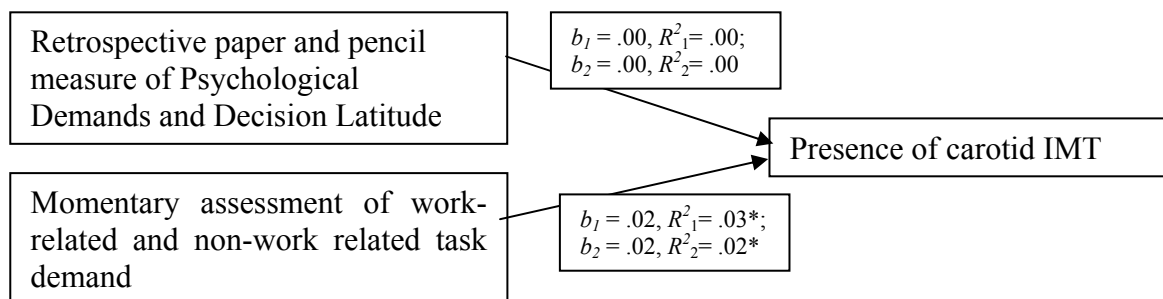 Retrospective paper and pencil
measure of Psychological
Demands and Decision Latitude
b₁ = .00, R²₁= .00;
b₂ = .00, R²₂= .00
Presence of carotid IMT
Momentary assessment of work-
related and non-work related task
demand
b₁ = .02, R²₁= .03*;
b₂ = .02, R²₂= .02*